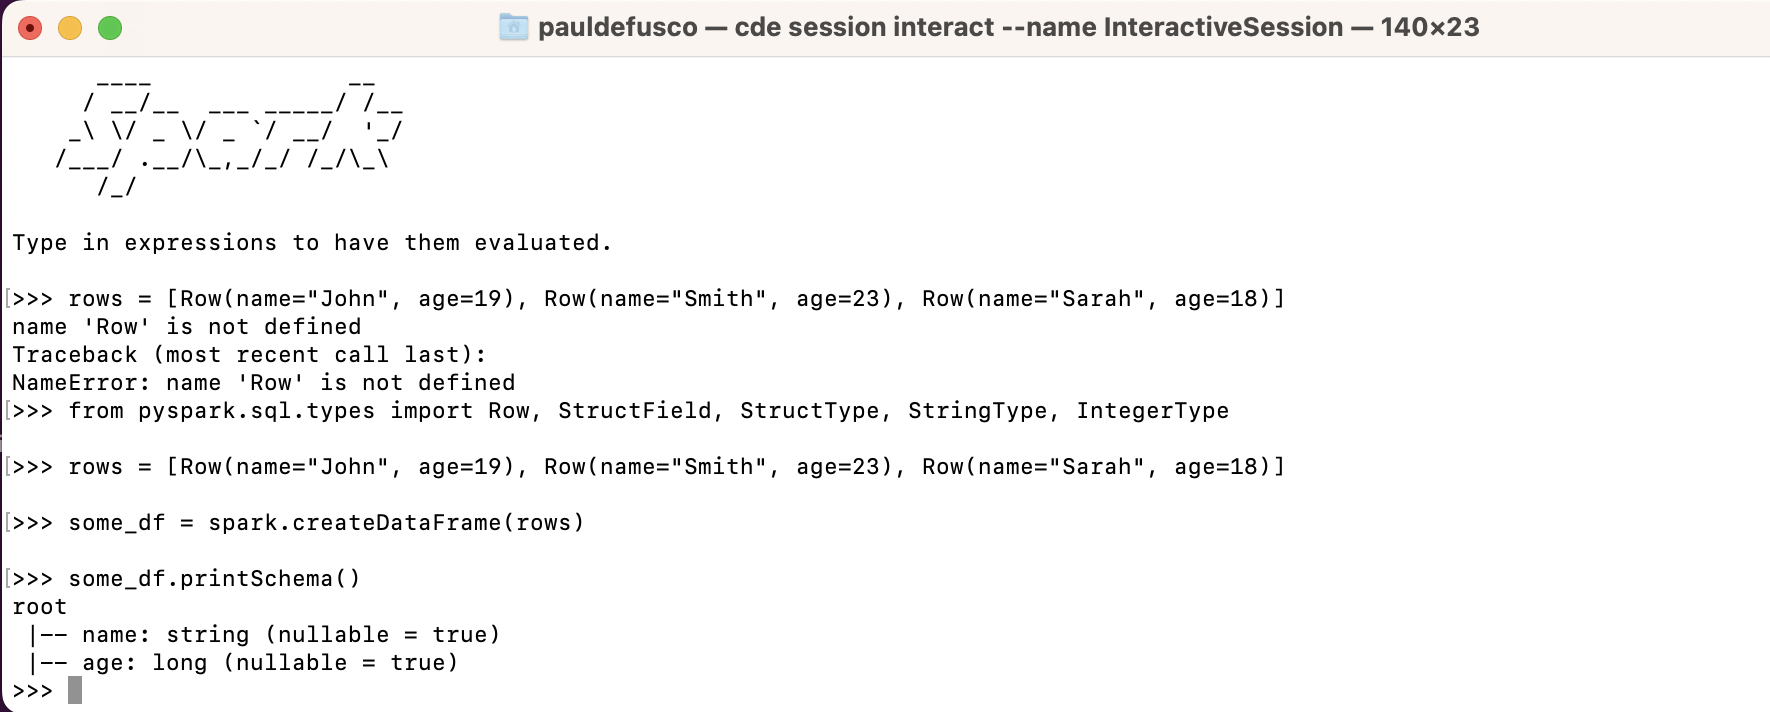 pauldefusco — cde session interact --name InteractiveSession — 140×23
      ____              __
     / __/__  ___ _____/ /__
    _\ \/ _ \/ _ `/ __/  '_/
   /___/ .__/\_,_/_/ /_/\_\
      /_/
Type in expressions to have them evaluated.
[>>> rows = [Row(name="John", age=19), Row(name="Smith", age=23), Row(name="Sarah", age=18)]
name 'Row' is not defined
Traceback (most recent call last):
NameError: name 'Row' is not defined
[>>> from pyspark.sql.types import Row, StructField, StructType, StringType, IntegerType
[>>> rows = [Row(name="John", age=19), Row(name="Smith", age=23), Row(name="Sarah", age=18)]
[>>> some_df = spark.createDataFrame(rows)
[>>> some_df.printSchema()
root
 |-- name: string (nullable = true)
 |-- age: long (nullable = true)
>>>